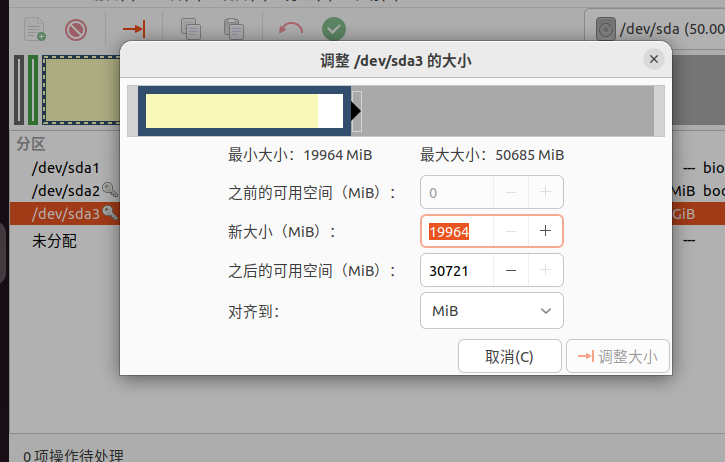 /dev/sda (50.00
调整 /dev/sda3 的大小
最小大小：19964 MiB 最大大小：50685 MiB
之前的可用空间（MiB）： 0
新大小（MiB）： 19964
之后的可用空间（MiB）： 30721
对齐到： MiB
取消(C) 调整大小
分区
/dev/sda1 --- bio
/dev/sda2 MiB boo
/dev/sda3 GiB
未分配 ---
0 项操作待处理